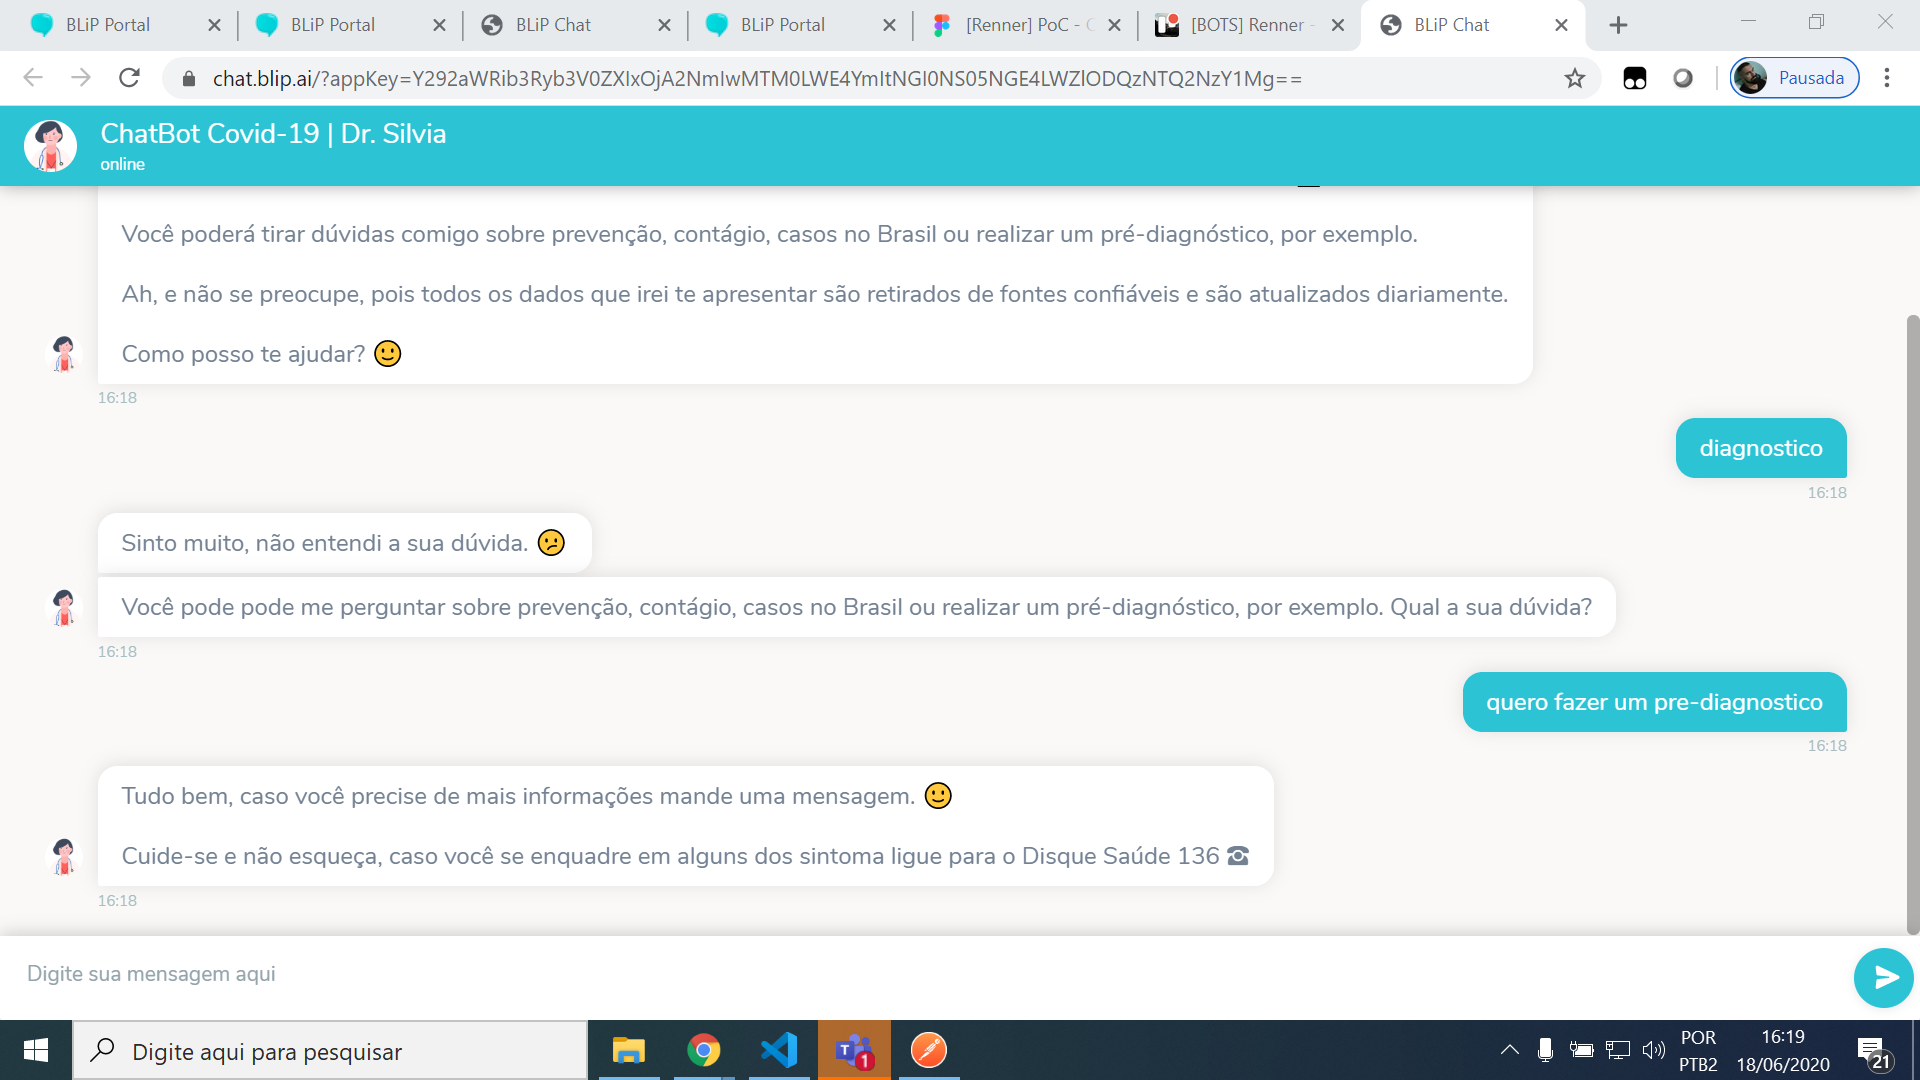 BLiP Portal
BLiP Portal
BLiP Chat
BLiP Portal
[Renner] PoC -
[BOTS] Renner -
BLiP Chat
chat.blip.ai/?appKey=Y292aWRib3Ryb3V0ZXIxOjA2NmIwMTM0LWE4YmItNGI0NS05NGE4LWZlODQzNTQ2NzY1Mg==
Pausada
ChatBot Covid-19 | Dr. Silvia
online
Você poderá tirar dúvidas comigo sobre prevenção, contágio, casos no Brasil ou realizar um pré-diagnóstico, por exemplo.
Ah, e não se preocupe, pois todos os dados que irei te apresentar são retirados de fontes confiáveis e são atualizados diariamente.
Como posso te ajudar? 🙂
16:18
diagnostico
16:18
Sinto muito, não entendi a sua dúvida. 😕
Você pode pode me perguntar sobre prevenção, contágio, casos no Brasil ou realizar um pré-diagnóstico, por exemplo. Qual a sua dúvida?
16:18
quero fazer um pre-diagnostico
16:18
Tudo bem, caso você precise de mais informações mande uma mensagem. 🙂
Cuide-se e não esqueça, caso você se enquadre em alguns dos sintoma ligue para o Disque Saúde 136 ☎
16:18
Digite sua mensagem aqui
Digite aqui para pesquisar
1
POR
PTB2
16:19
18/06/2020
21